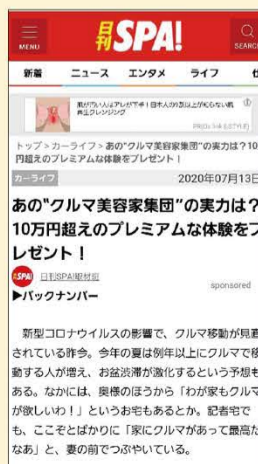 MENU
日刊SPA!
SEARCH
新着 ニュース エンタメ ライフ
トップ > カーライフ > あの“クルマ美容家集団”の実力は？10
円超えのプレミアムな体験をプレゼント！
カーライフ
2020年07月13日
あの“クルマ美容家集団”の実力は？
10万円超えのプレミアムな体験をプ
レゼント！
日刊SPA!取材班
sponsored
▶バックナンバー
新型コロナウイルスの影響で、クルマ移動が見直
されている昨今。今年の夏は例年以上にクルマで移
動する人が増え、お盆渋滞が激化するという予想も
ある。なかには、奥様のほうから「わが家もクルマ
が欲しいわ！」というお宅もあるとか。記者宅で
も、ここぞとばかりに「家にクルマがあって最高だ
なあ」と、妻の前でつぶやいている。